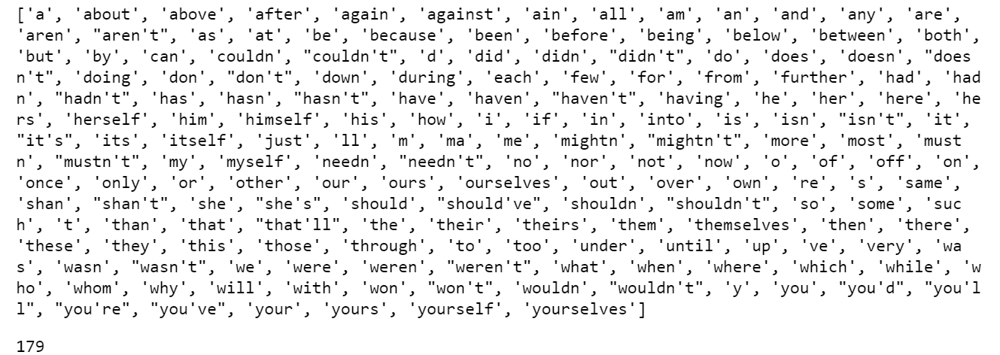 ['a', 'about', 'above', 'after', 'again', 'against', 'ain', 'all', 'am', 'an', 'and', 'any', 'are',
'aren', "aren't", 'as', 'at', 'be', 'because', 'been', 'before', 'being', 'below', 'between', 'both',
'but', 'by', 'can', 'couldn', "couldn't", 'd', 'did', 'didn', "didn't", 'do', 'does', 'doesn', "does
n't", 'doing', 'don', "don't", 'down', 'during', 'each', 'few', 'for', 'from', 'further', 'had', 'had
n', "hadn't", 'has', 'hasn', "hasn't", 'have', 'haven', "haven't", 'having', 'he', 'her', 'here', 'he
rs', 'herself', 'him', 'himself', 'his', 'how', 'i', 'if', 'in', 'into', 'is', 'isn', "isn't", 'it',
"it's", 'its', 'itself', 'just', 'll', 'm', 'ma', 'me', 'mightn', "mightn't", 'more', 'most', 'must
n', "mustn't", 'my', 'myself', 'needn', "needn't", 'no', 'nor', 'not', 'now', 'o', 'of', 'off', 'on',
'once', 'only', 'or', 'other', 'our', 'ours', 'ourselves', 'out', 'over', 'own', 're', 's', 'same',
'shan', "shan't", 'she', "she's", 'should', "should've", 'shouldn', "shouldn't", 'so', 'some', 'suc
h', 't', 'than', 'that', "that'll", 'the', 'their', 'theirs', 'them', 'themselves', 'then', 'there',
'these', 'they', 'this', 'those', 'through', 'to', 'too', 'under', 'until', 'up', 've', 'very', 'wa
s', 'wasn', "wasn't", 'we', 'were', 'weren', "weren't", 'what', 'when', 'where', 'which', 'while', 'w
ho', 'whom', 'why', 'will', 'with', 'won', "won't", 'wouldn', "wouldn't", 'y', 'you', "you'd", "you'l
l", "you're", "you've", 'your', 'yours', 'yourself', 'yourselves']
179